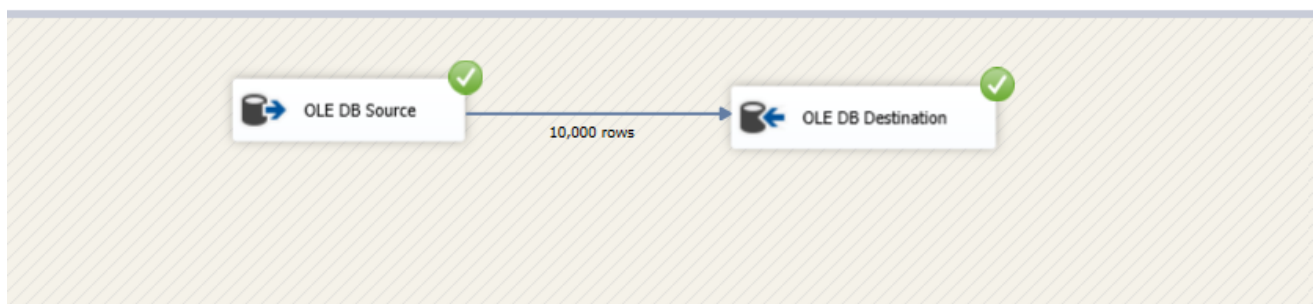 OLE DB Source
10,000 rows
OLE DB Destination